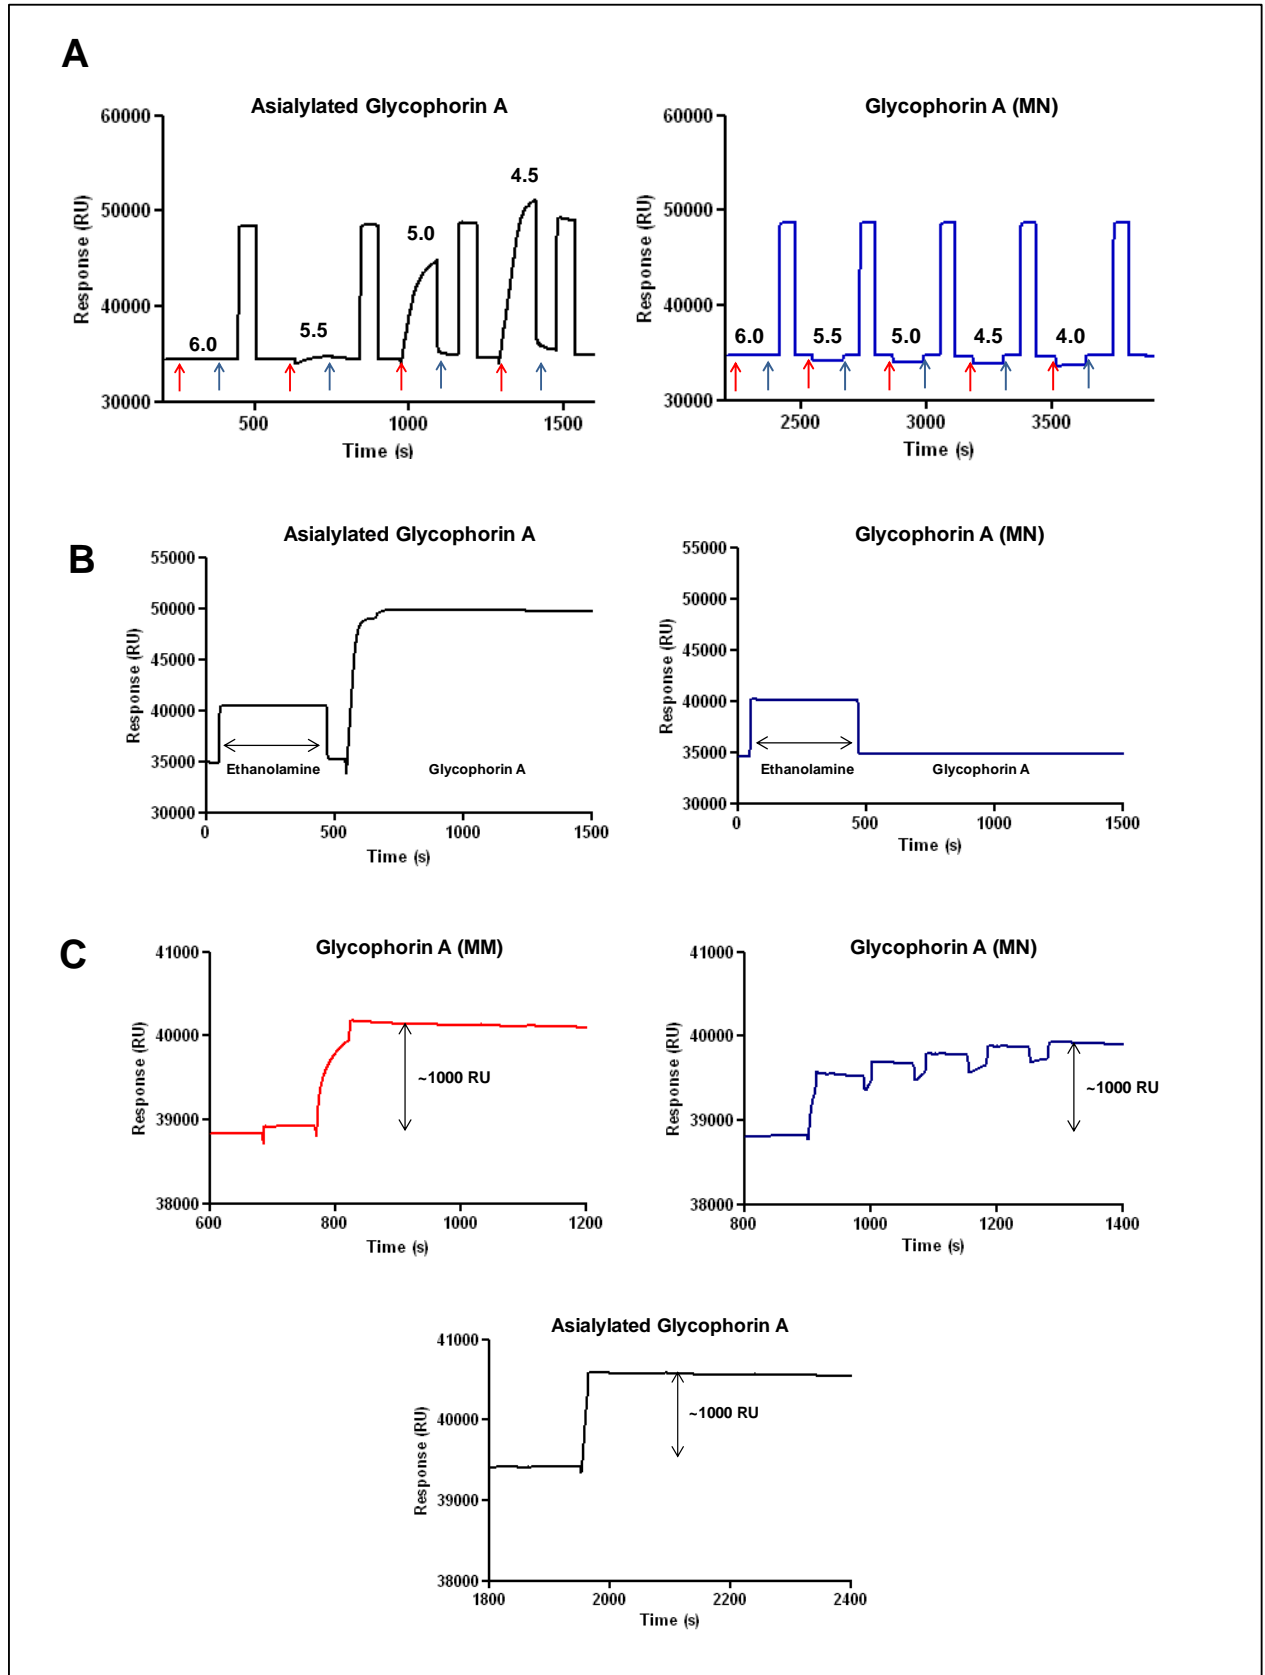 A
Asialylated Glycophorin A
60000
50000
40000
30000
Response (RU)
6.0
5.5
5.0
4.5
500
1000
1500
Time (s)
Glycophorin A (MN)
60000
50000
40000
30000
Response (RU)
6.0
5.5
5.0
4.5
4.0
2500
3000
3500
Time (s)
B
Asialylated Glycophorin A
55000
50000
45000
40000
35000
30000
Response (RU)
Ethanolamine
Glycophorin A
0
500
1000
1500
Time (s)
Glycophorin A (MN)
55000
50000
45000
40000
35000
30000
Response (RU)
Ethanolamine
Glycophorin A
0
500
1000
1500
Time (s)
C
Glycophorin A (MM)
41000
40000
39000
38000
Response (RU)
~1000 RU
600
800
1000
1200
Time (s)
Glycophorin A (MN)
41000
40000
39000
38000
Response (RU)
~1000 RU
800
1000
1200
1400
Time (s)
Asialylated Glycophorin A
41000
40000
39000
38000
Response (RU)
~1000 RU
1800
2000
2200
2400
Time (s)